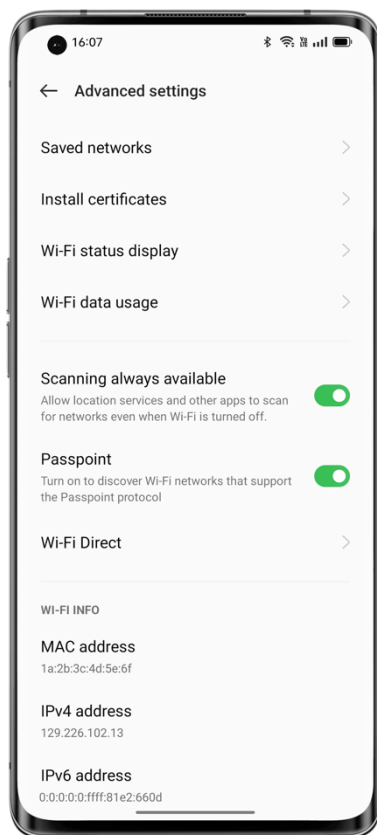 16:07
Advanced settings
Saved networks
Install certificates
Wi-Fi status display
Wi-Fi data usage
Scanning always available
Allow location services and other apps to scan
for networks even when Wi-Fi is turned off.
Passpoint
Turn on to discover Wi-Fi networks that support
the Passpoint protocol
Wi-Fi Direct
WI-FI INFO
MAC address
1a:2b:3c:4d:5e:6f
IPv4 address
129.226.102.13
IPv6 address
0:0:0:0:0:ffff:81e2:660d